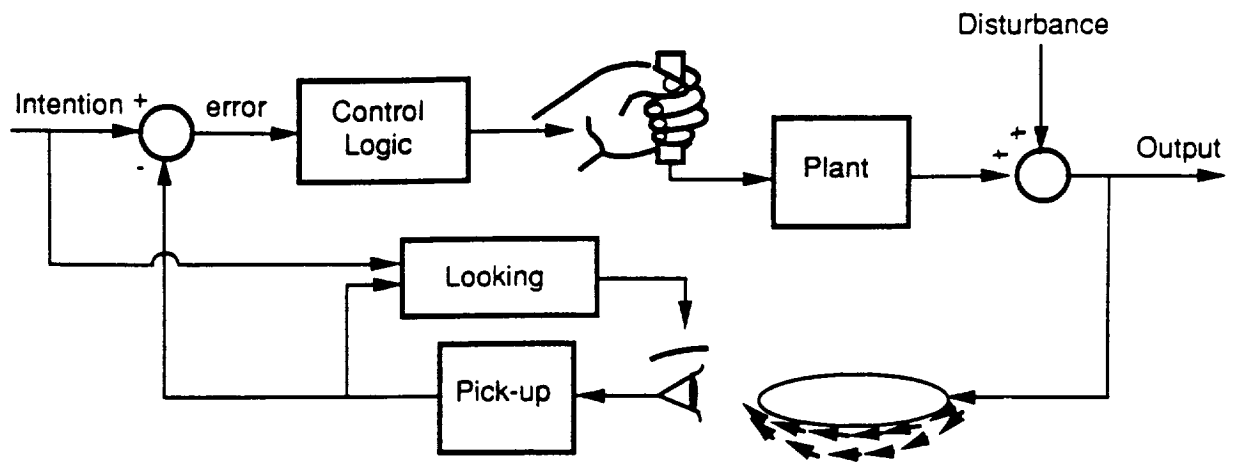 Disturbance
Intention +
error
Control
Logic
Plant
+
+
Output
-
Looking
Pick-up